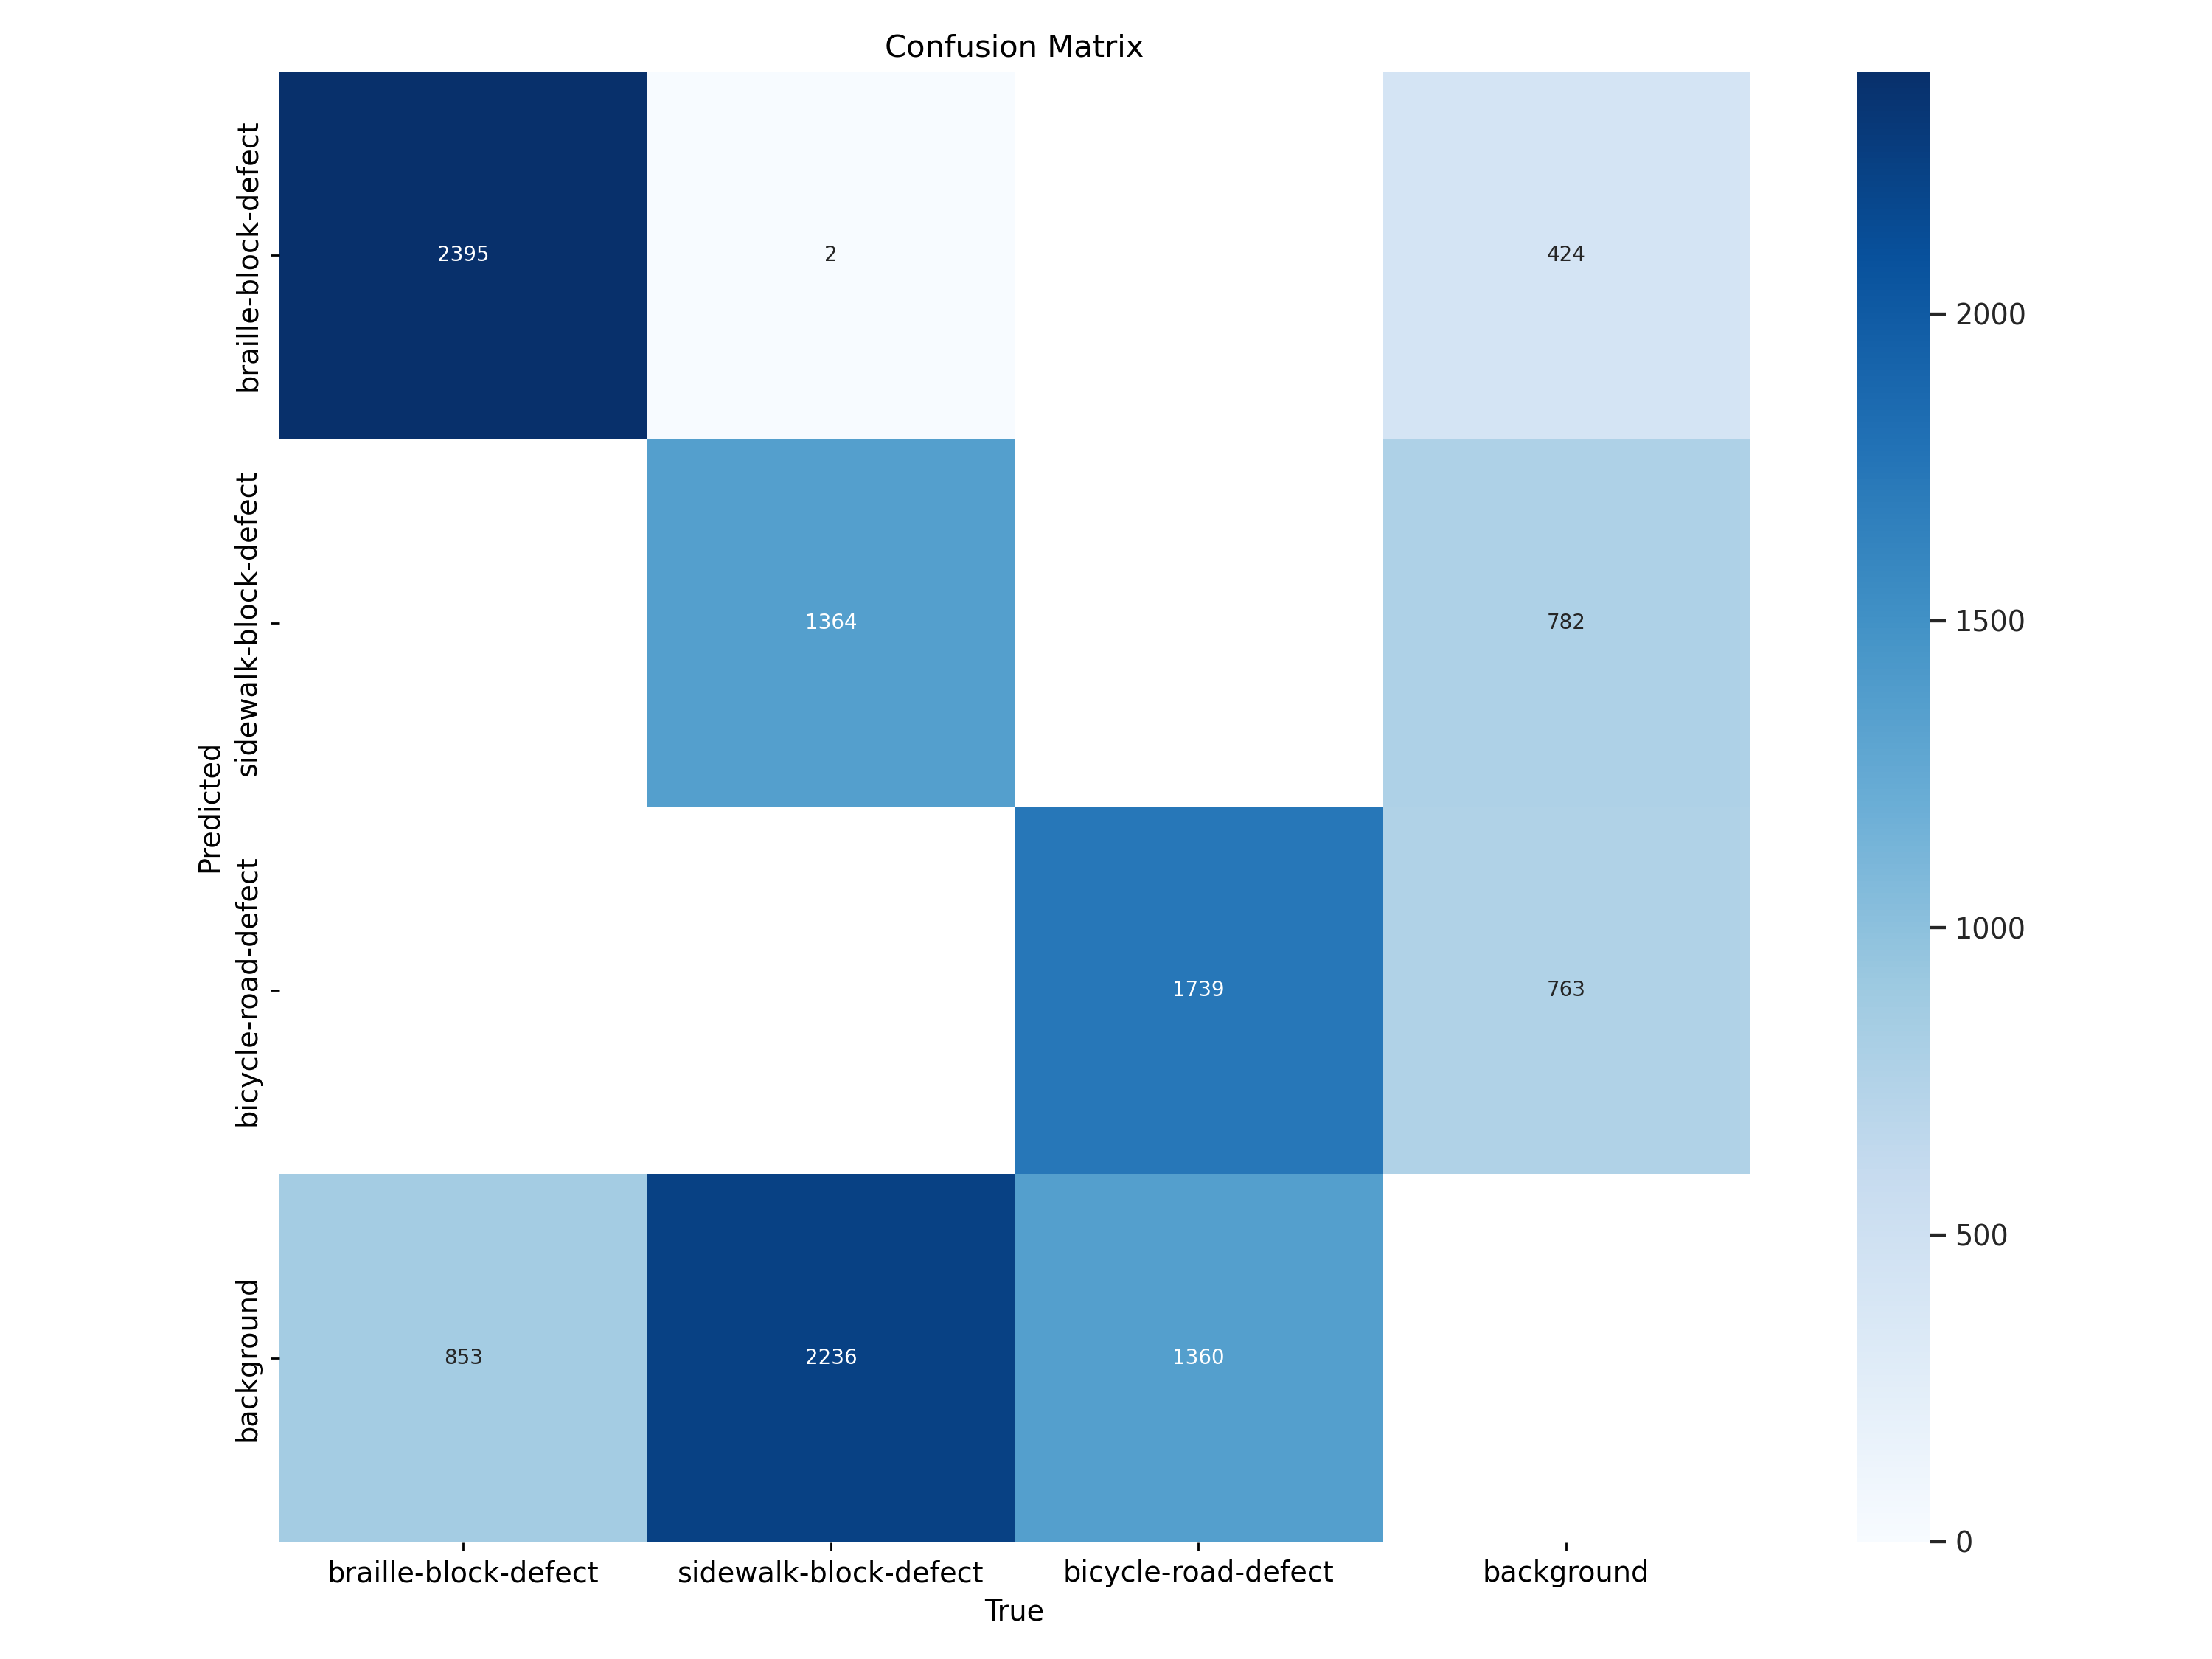 Confusion Matrix
braille-block-defect
2395
2
424
2000
sidewalk-block-defect
1364
782
1500
Predicted
bicycle-road-defect
1739
763
1000
background
853
2236
1360
500
0
braille-block-defect
sidewalk-block-defect
bicycle-road-defect
background
True